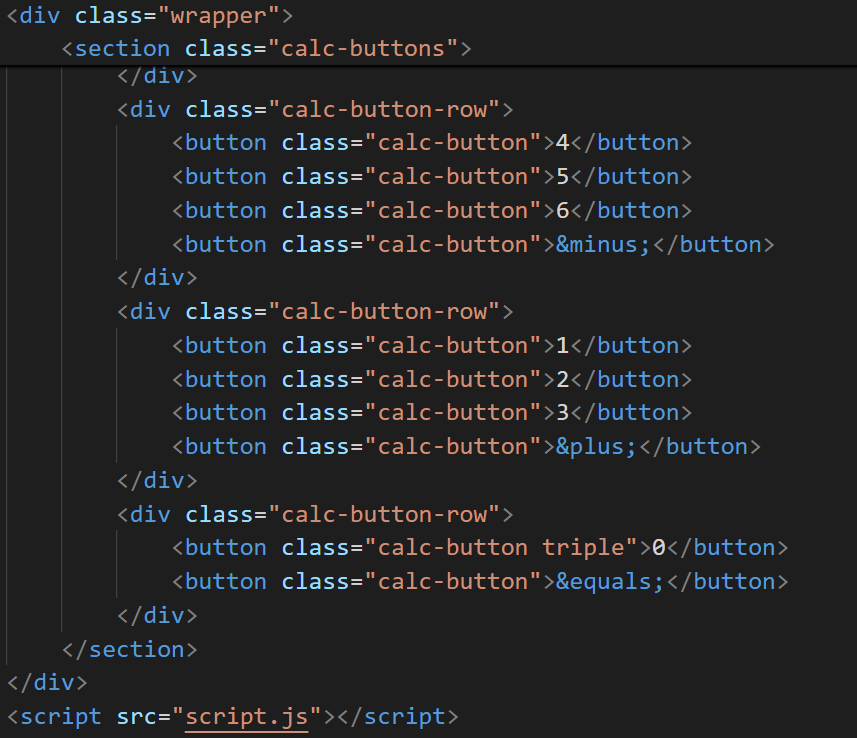 <div class="wrapper">
    <section class="calc-buttons">
        </div>
        <div class="calc-button-row">
            <button class="calc-button">4</button>
            <button class="calc-button">5</button>
            <button class="calc-button">6</button>
            <button class="calc-button">&minus;</button>
        </div>
        <div class="calc-button-row">
            <button class="calc-button">1</button>
            <button class="calc-button">2</button>
            <button class="calc-button">3</button>
            <button class="calc-button">&plus;</button>
        </div>
        <div class="calc-button-row">
            <button class="calc-button triple">0</button>
            <button class="calc-button">&equals;</button>
        </div>
    </section>
</div>
<script src="script.js"></script>